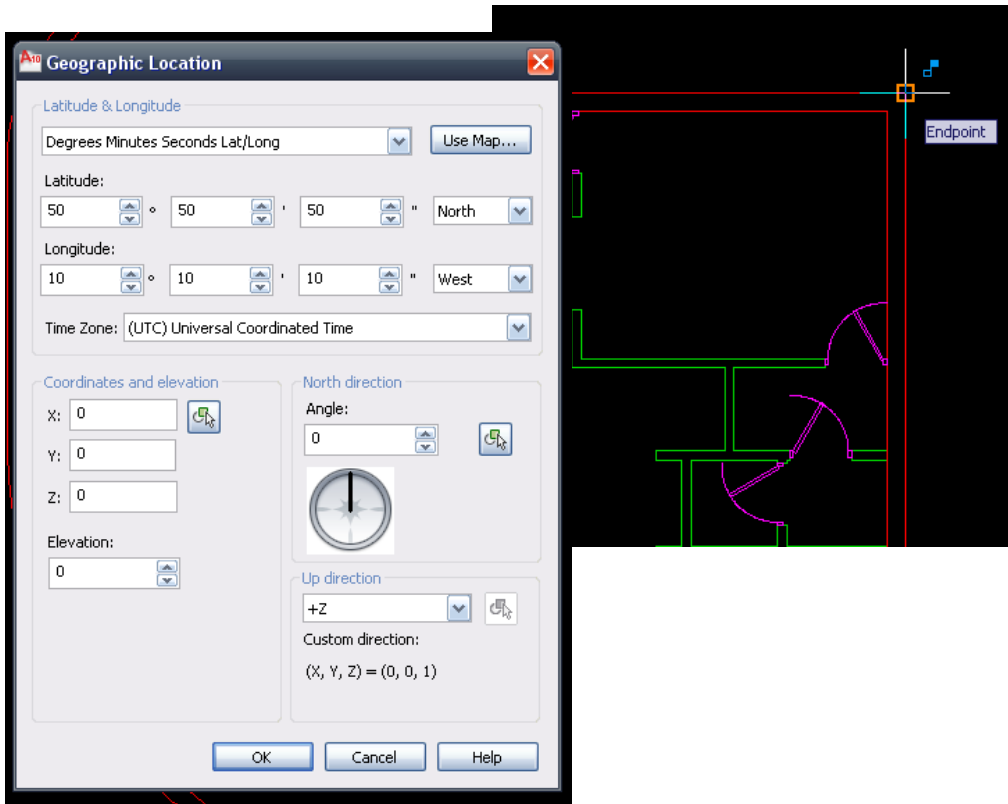 A10 Geographic Location
Latitude & Longitude
Degrees Minutes Seconds Lat/Long
Use Map...
Latitude:
50 ° 50 ' 50 " North
Longitude:
10 ° 10 ' 10 " West
Time Zone: (UTC) Universal Coordinated Time
Coordinates and elevation
X: 0
Y: 0
Z: 0
Elevation:
0
North direction
Angle:
0
Up direction
+Z
Custom direction:
(X, Y, Z) = (0, 0, 1)
OK Cancel Help
Endpoint